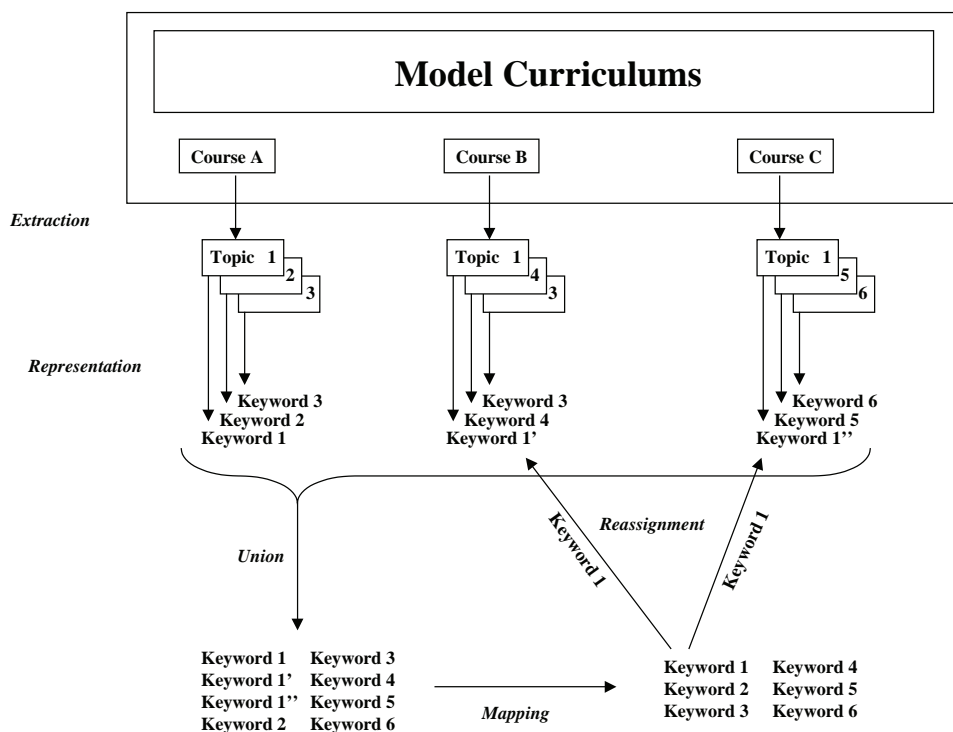 Model Curriculums
Course A Course B Course C
Extraction
Topic 1 Topic 1 Topic 1
2 4 5
3 3 6
Representation
Keyword 3 Keyword 3 Keyword 6
Keyword 2 Keyword 4 Keyword 5
Keyword 1 Keyword 1' Keyword 1’’
Reassignment
Keyword 1 Keyword 1
Union
Keyword 1 Keyword 3
Keyword 1' Keyword 4
Keyword 1’’ Keyword 5
Keyword 2 Keyword 6
Mapping
Keyword 1 Keyword 4
Keyword 2 Keyword 5
Keyword 3 Keyword 6